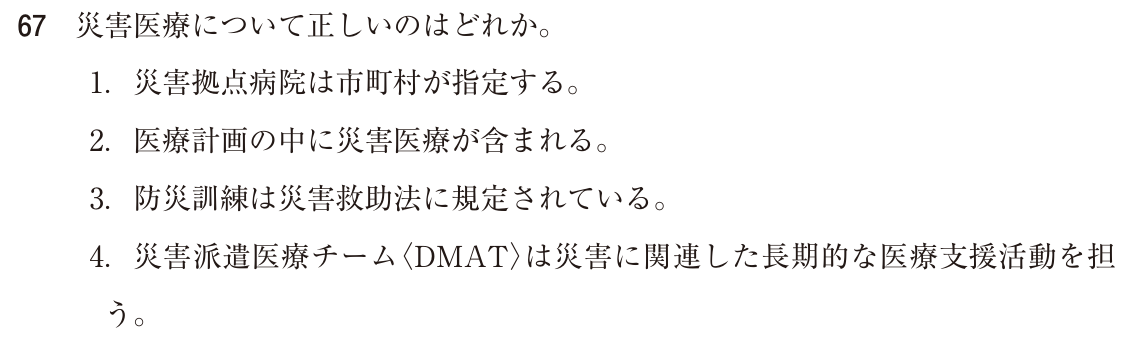 67 災害医療について正しいのはどれか。
1. 災害拠点病院は市町村が指定する。
2. 医療計画の中に災害医療が含まれる。
3. 防災訓練は災害救助法に規定されている。
4. 災害派遣医療チーム〈DMAT〉は災害に関連した長期的な医療支援活動を担
う。